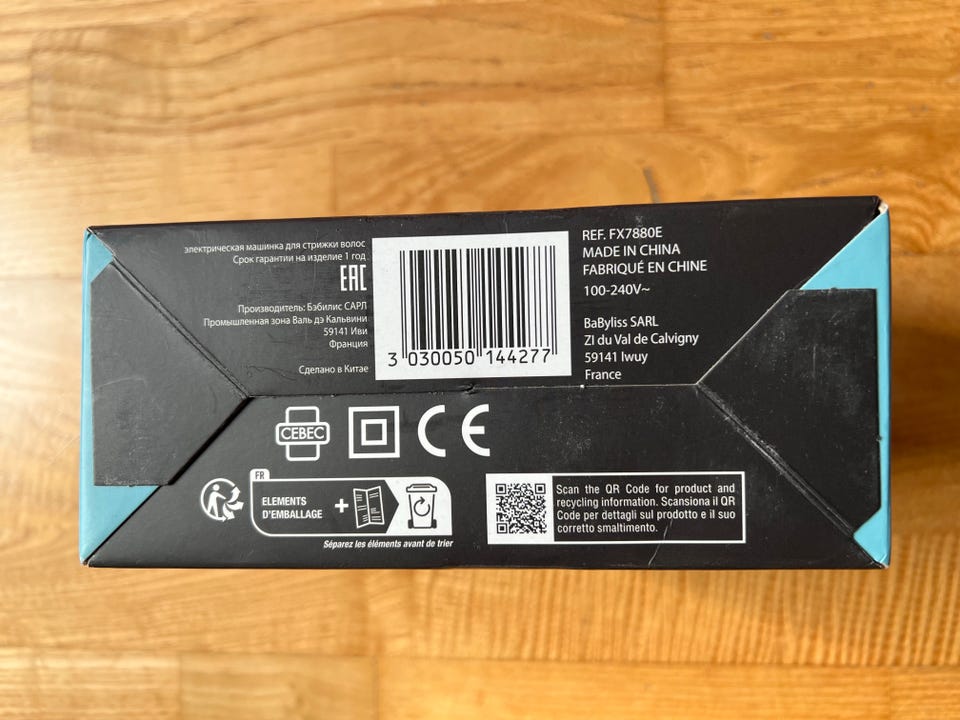 электрическая машинка для стрижки волос
Срок гарантии на изделие 1 год
EAC
Производитель: Бэбилис САРЛ
Промышленная зона Валь дэ Кальвини
59141 Иви
Франция
Сделано в Китае
3 030050 144277
REF. FX7880E
MADE IN CHINA
FABRIQUÉ EN CHINE
100-240V~
BaByliss SARL
ZI du Val de Calvigny
59141 Iwuy
France
CEBEC
CE
FR
ELEMENTS
D'EMBALLAGE
+
Séparez les éléments avant de trier
Scan the QR Code for product and
recycling information. Scansiona il QR
Code per dettagli sul prodotto e il suo
corretto smaltimento.